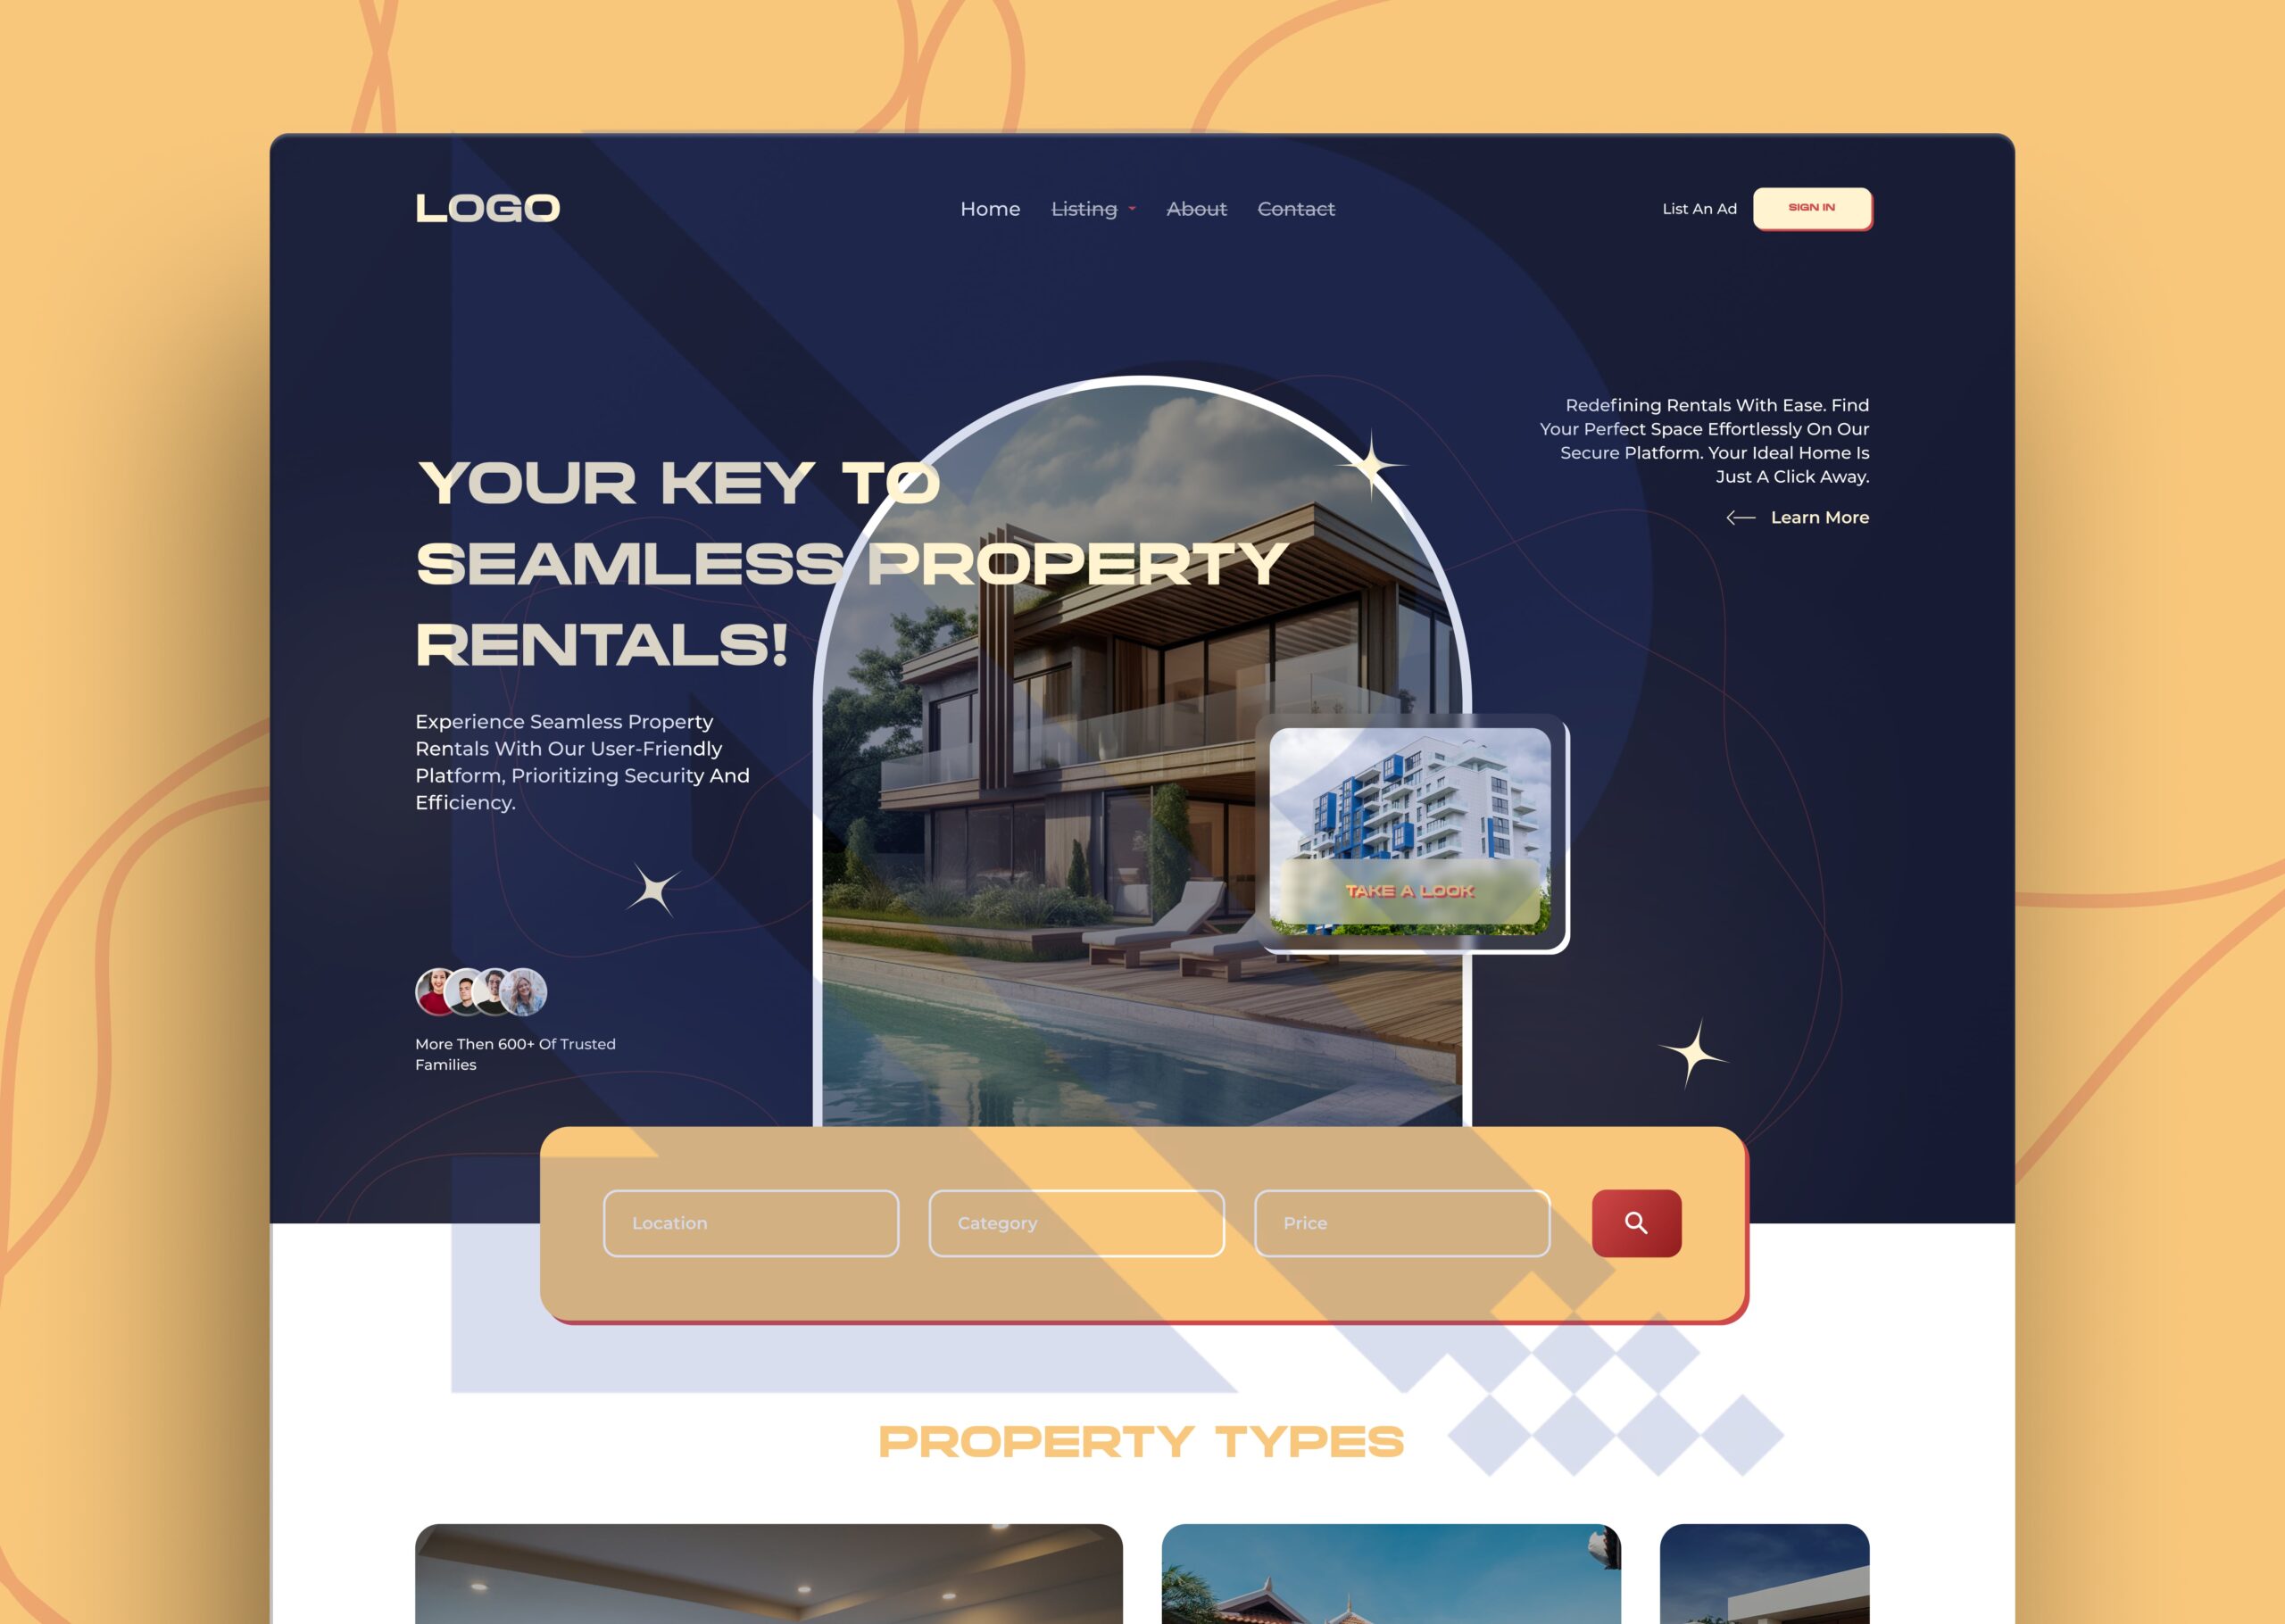 LOGO
Home Listing About Contact
List An Ad
SIGN IN
Redefining Rentals With Ease. Find
Your Perfect Space Effortlessly On Our
Secure Platform. Your Ideal Home Is
Just A Click Away.
Learn More
YOUR KEY TO
SEAMLESS PROPERTY
RENTALS!
Experience Seamless Property
Rentals With Our User-Friendly
Platform, Prioritizing Security And
Efficiency.
TAKE A LOOK
More Then 600+ Of Trusted
Families
Location
Category
Price
PROPERTY TYPES